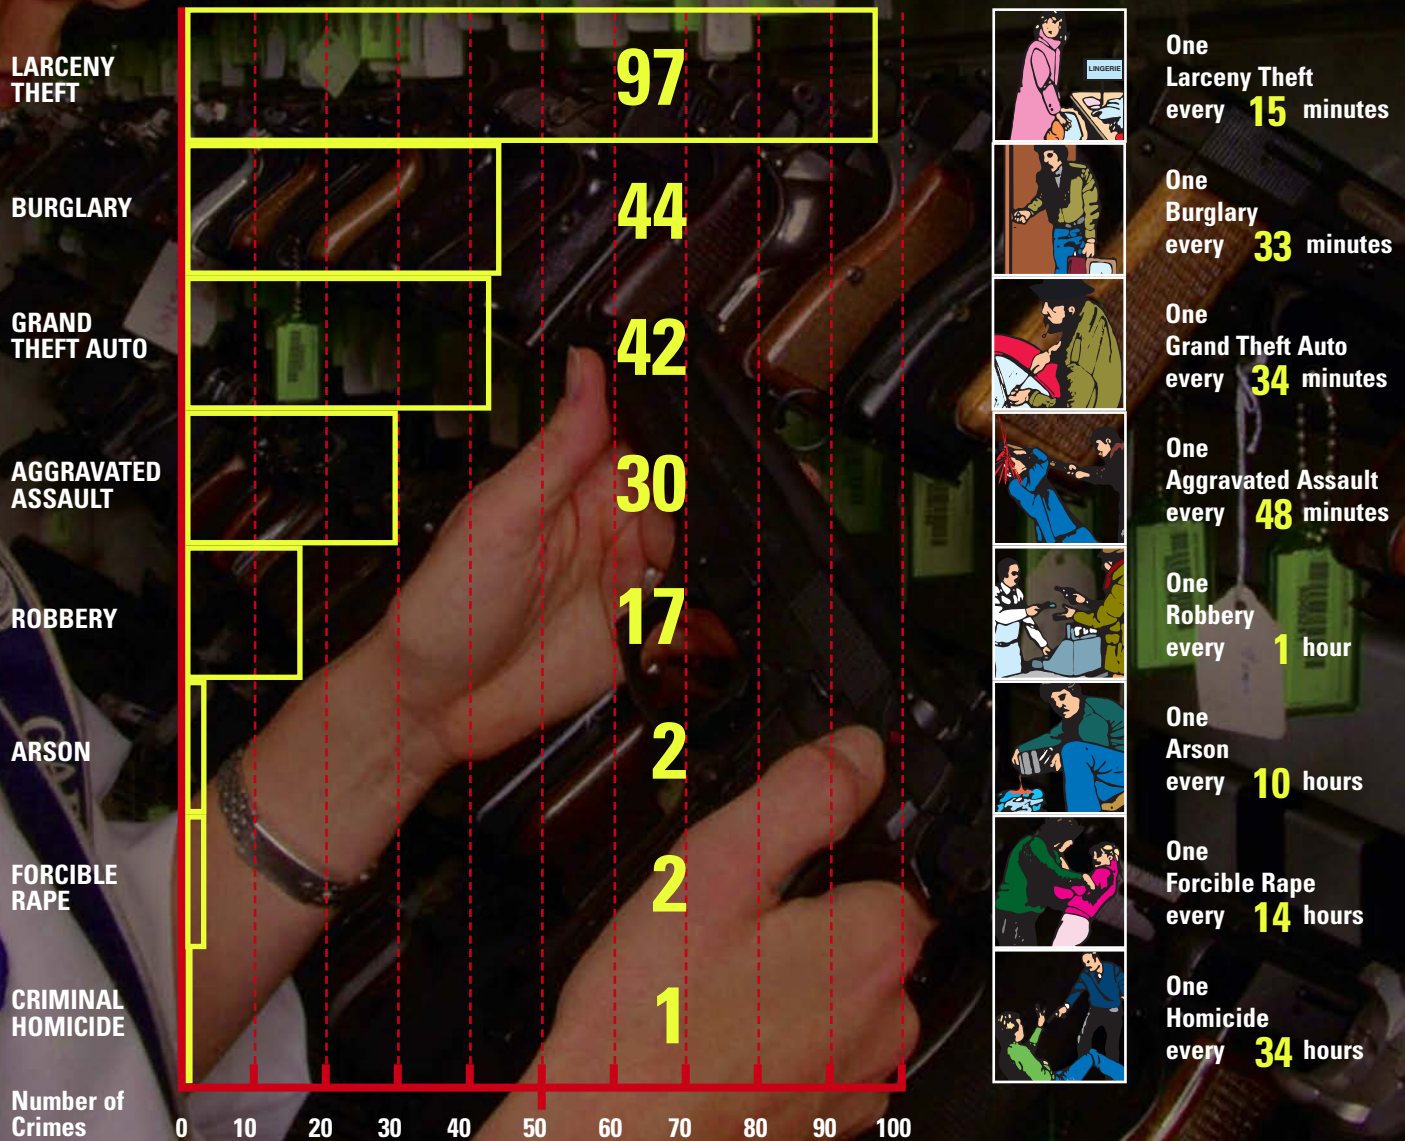 LARCENY
THEFT
97
One
Larceny Theft
every 15 minutes
LINGERIE
BURGLARY
44
One
Burglary
every 33 minutes
GRAND
THEFT AUTO
42
One
Grand Theft Auto
every 34 minutes
AGGRAVATED
ASSAULT
30
One
Aggravated Assault
every 48 minutes
ROBBERY
17
One
Robbery
every 1 hour
ARSON
2
One
Arson
every 10 hours
FORCIBLE
RAPE
2
One
Forcible Rape
every 14 hours
CRIMINAL
HOMICIDE
1
One
Homicide
every 34 hours
Number of
Crimes
0 10 20 30 40 50 60 70 80 90 100